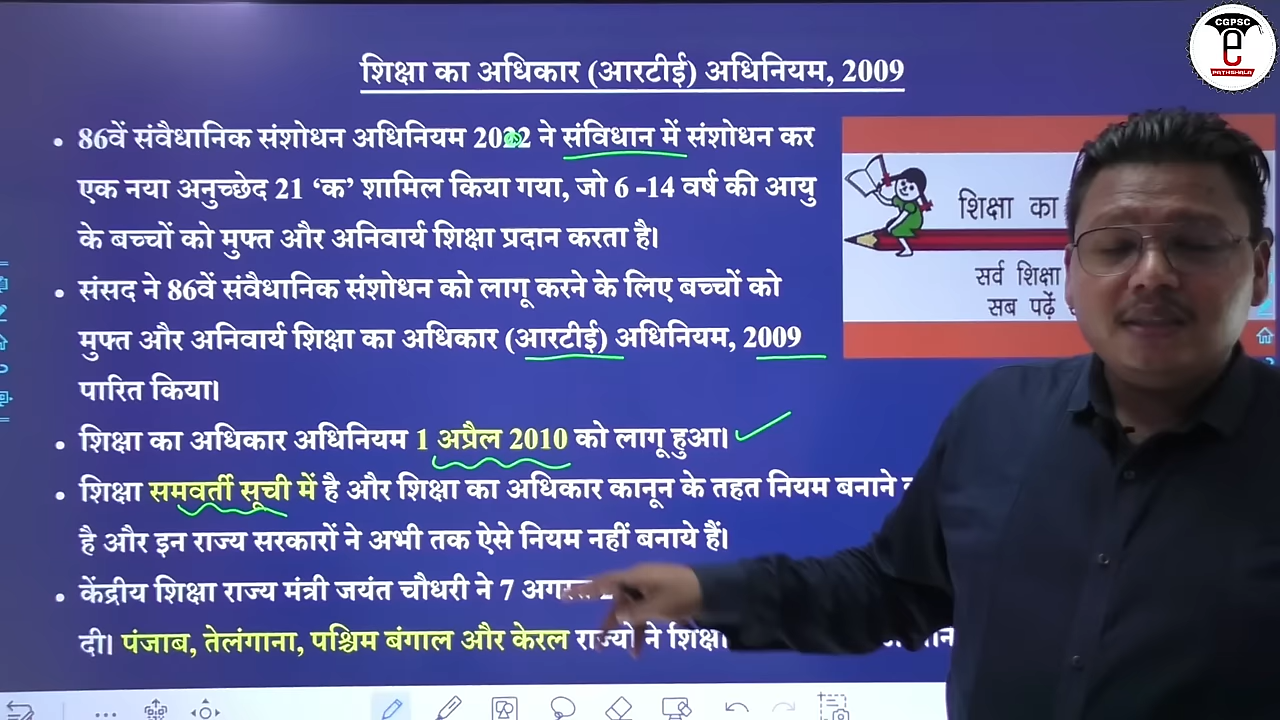 CGPSC
e
PATHSHALA
शिक्षा का अधिकार (आरटीई) अधिनियम, 2009
• 86वें संवैधानिक संशोधन अधिनियम 2022 ने संविधान में संशोधन कर
एक नया अनुच्छेद 21 ‘क’ शामिल किया गया, जो 6 -14 वर्ष की आयु
के बच्चों को मुफ्त और अनिवार्य शिक्षा प्रदान करता है।
• संसद ने 86वें संवैधानिक संशोधन को लागू करने के लिए बच्चों को
मुफ्त और अनिवार्य शिक्षा का अधिकार (आरटीई) अधिनियम, 2009
पारित किया।
• शिक्षा का अधिकार अधिनियम 1 अप्रैल 2010 को लागू हुआ।
• शिक्षा समवर्ती सूची में है और शिक्षा का अधिकार कानून के तहत नियम बनाने
है और इन राज्य सरकारों ने अभी तक ऐसे नियम नहीं बनाये हैं।
• केंद्रीय शिक्षा राज्य मंत्री जयंत चौधरी ने 7 अगस्त
दी। पंजाब, तेलंगाना, पश्चिम बंगाल और केरल राज्यों ने
शिक्षा का
सर्व शिक्षा
सब पढ़ें